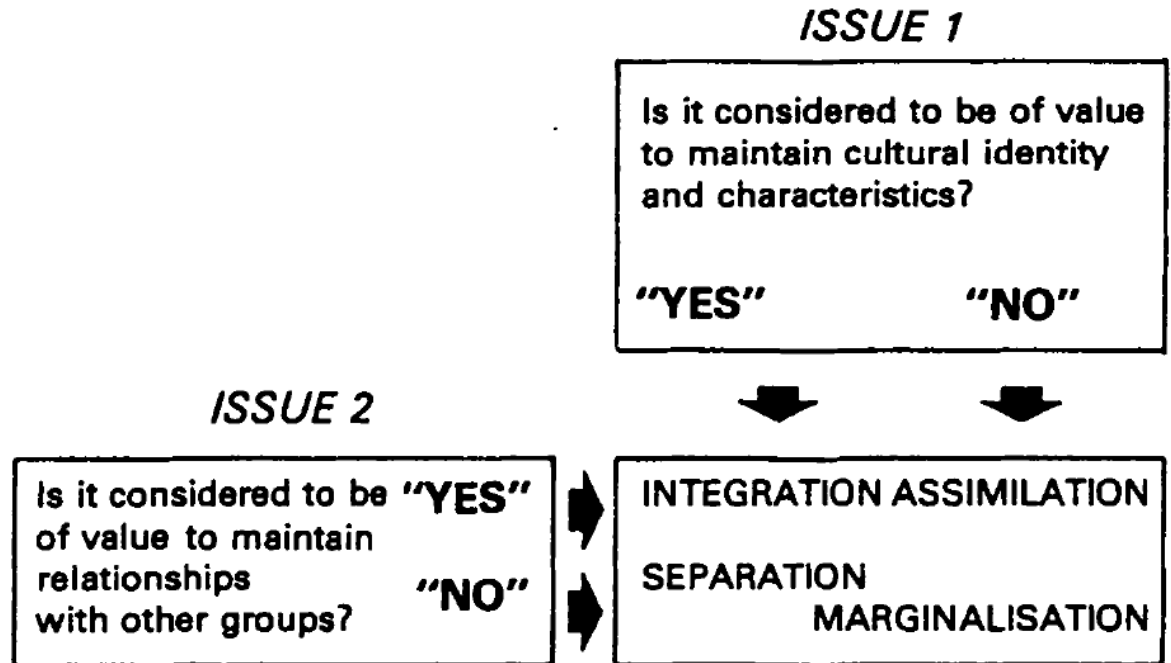 ISSUE 1
Is it considered to be of value
to maintain cultural identity
and characteristics?
"YES" "NO"
ISSUE 2
Is it considered to be "YES"
of value to maintain
relationships "NO"
with other groups?
INTEGRATION ASSIMILATION
SEPARATION
MARGINALISATION